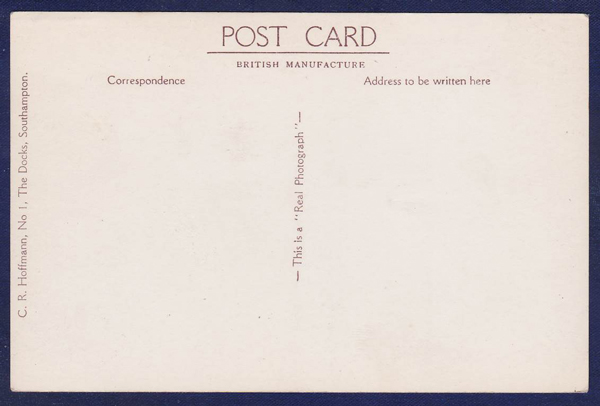 POST CARD
BRITISH MANUFACTURE
Correspondence
Address to be written here
C. R. Hoffmann, No 1, The Docks, Southampton.
— This is a "Real Photograph" —